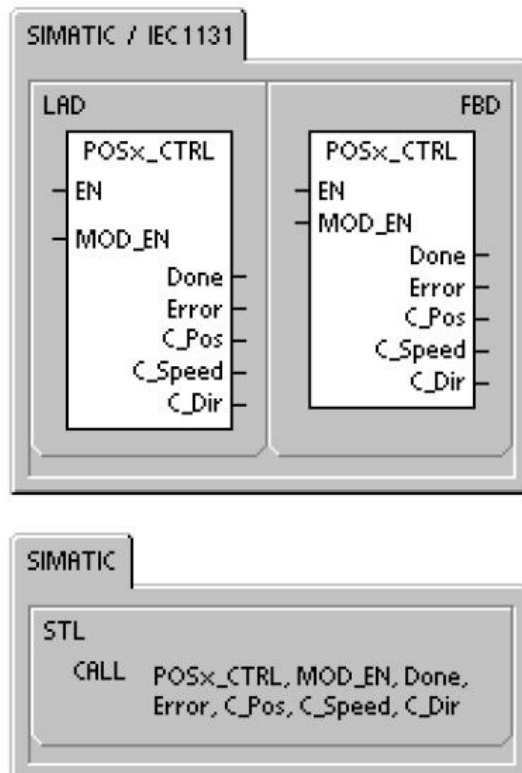 SIMATIC / IEC1131
LAD
POSx_CTRL
EN
MOD_EN
Done
Error
C_Pos
C_Speed
C_Dir
FBD
POSx_CTRL
EN
MOD_EN
Done
Error
C_Pos
C_Speed
C_Dir
SIMATIC
STL
CALL POSx_CTRL, MOD_EN, Done,
Error, C_Pos, C_Speed, C_Dir